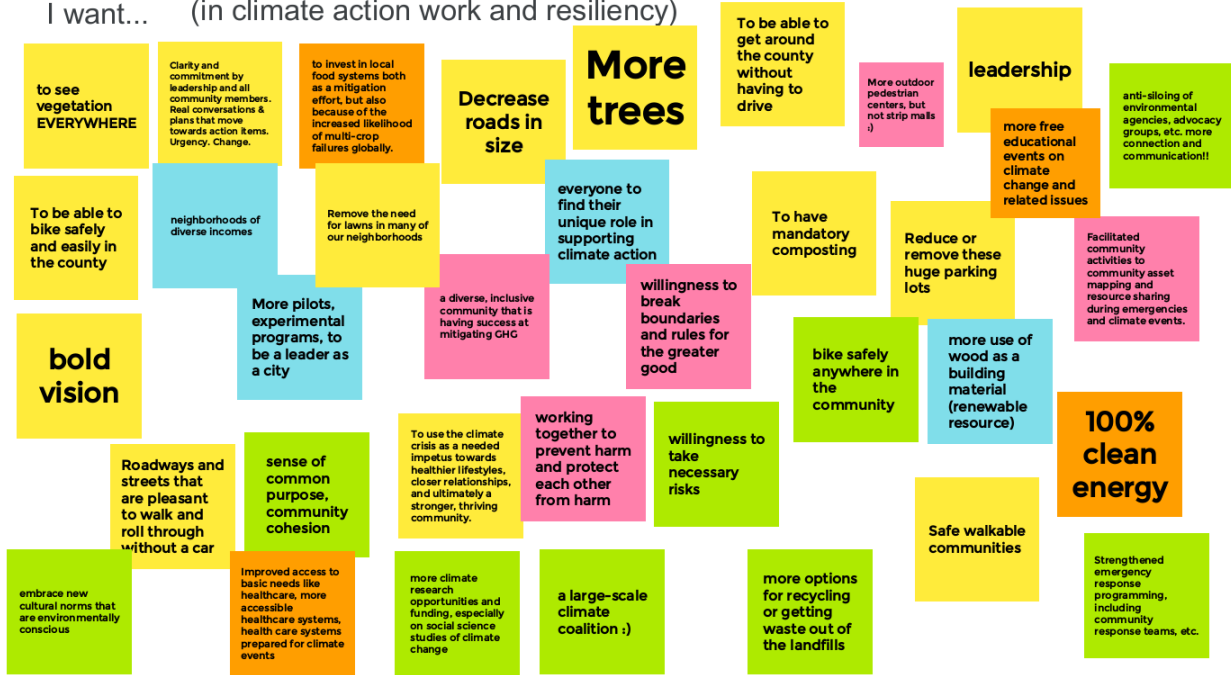 I want... (in climate action work and resiliency)
to see
vegetation
EVERYWHERE
Clarity and
commitment by
leadership and all
community members.
Real conversations &
plans that move
towards action items.
Urgency. Change.
to invest in local
food systems both
as a mitigation
effort, but also
because of the
increased likelihood
of multi-crop
failures globally.
Decrease
roads in
size
More
trees
To be able to
get around
the county
without
having to
drive
More outdoor
pedestrian
centers, but
not strip malls
:)
leadership
more free
educational
events on
climate
change and
related issues
anti-siloing of
environmental
agencies, advocacy
groups, etc. more
connection and
communication!!
To be able to
bike safely
and easily in
the county
neighborhoods of
diverse incomes
Remove the need
for lawns in many of
our neighborhoods
everyone to
find their
unique role in
supporting
climate action
To have
mandatory
composting
Reduce or
remove these
huge parking
lots
Facilitated
community
activities to
community asset
mapping and
resource sharing
during emergencies
and climate events.
More pilots,
experimental
programs, to
be a leader as
a city
a diverse, inclusive
community that is
having success at
mitigating GHG
willingness to
break
boundaries
and rules for
the greater
good
bold
vision
bike safely
anywhere in
the
community
more use of
wood as a
building
material
(renewable
resource)
100%
clean
energy
Roadways and
streets that
are pleasant
to walk and
roll through
without a car
sense of
common
purpose,
community
cohesion
To use the climate
crisis as a needed
impetus towards
healthier lifestyles,
closer relationships,
and ultimately a
stronger, thriving
community.
working
together to
prevent harm
and protect
each other
from harm
willingness to
take
necessary
risks
Safe walkable
communities
embrace new
cultural norms that
are environmentally
conscious
Improved access to
basic needs like
healthcare, more
accessible
healthcare systems,
health care systems
prepared for climate
events
more climate
research
opportunities and
funding, especially
on social science
studies of climate
change
a large-scale
climate
coalition :)
more options
for recycling
or getting
waste out of
the landfills
Strengthened
emergency
response
programming,
including
community
response teams, etc.